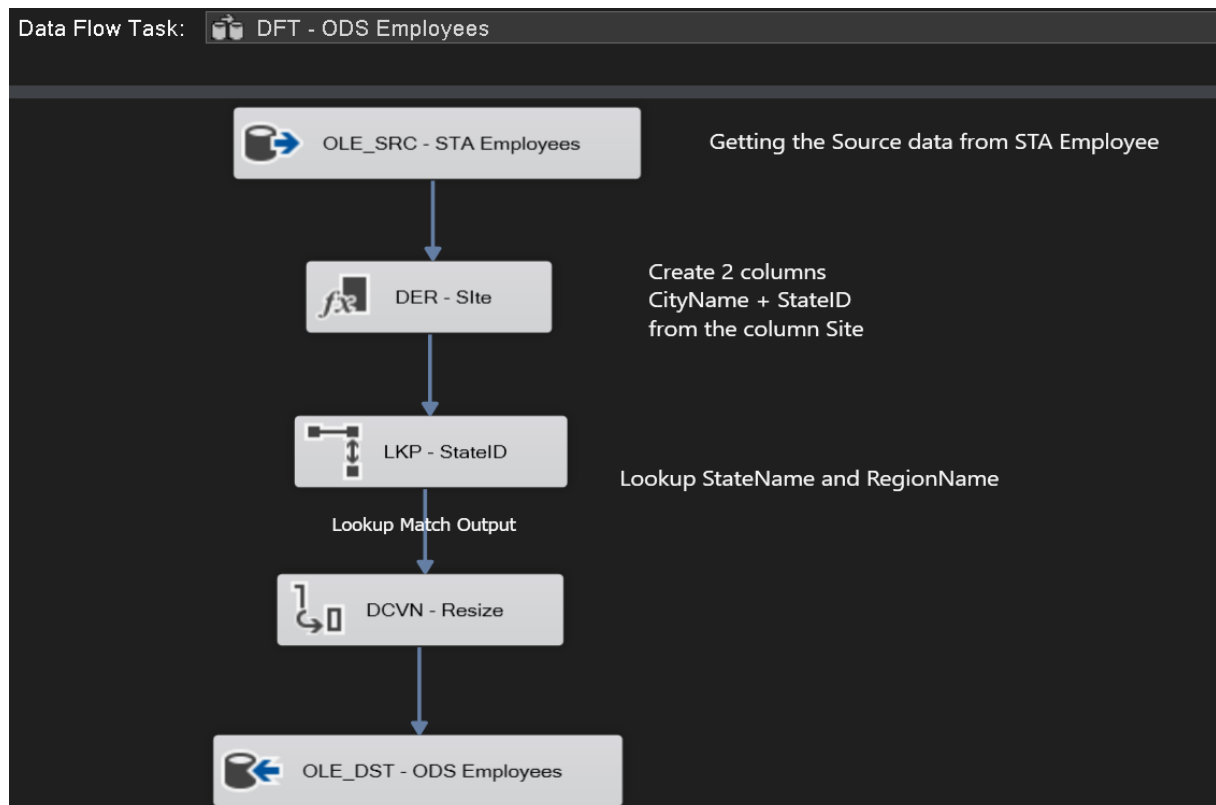 Data Flow Task: DFT - ODS Employees
OLE_SRC - STA Employees
Getting the Source data from STA Employee
DER - SIte
Create 2 columns
CityName + StateID
from the column Site
LKP - StateID
Lookup StateName and RegionName
Lookup Match Output
DCVN - Resize
OLE_DST - ODS Employees